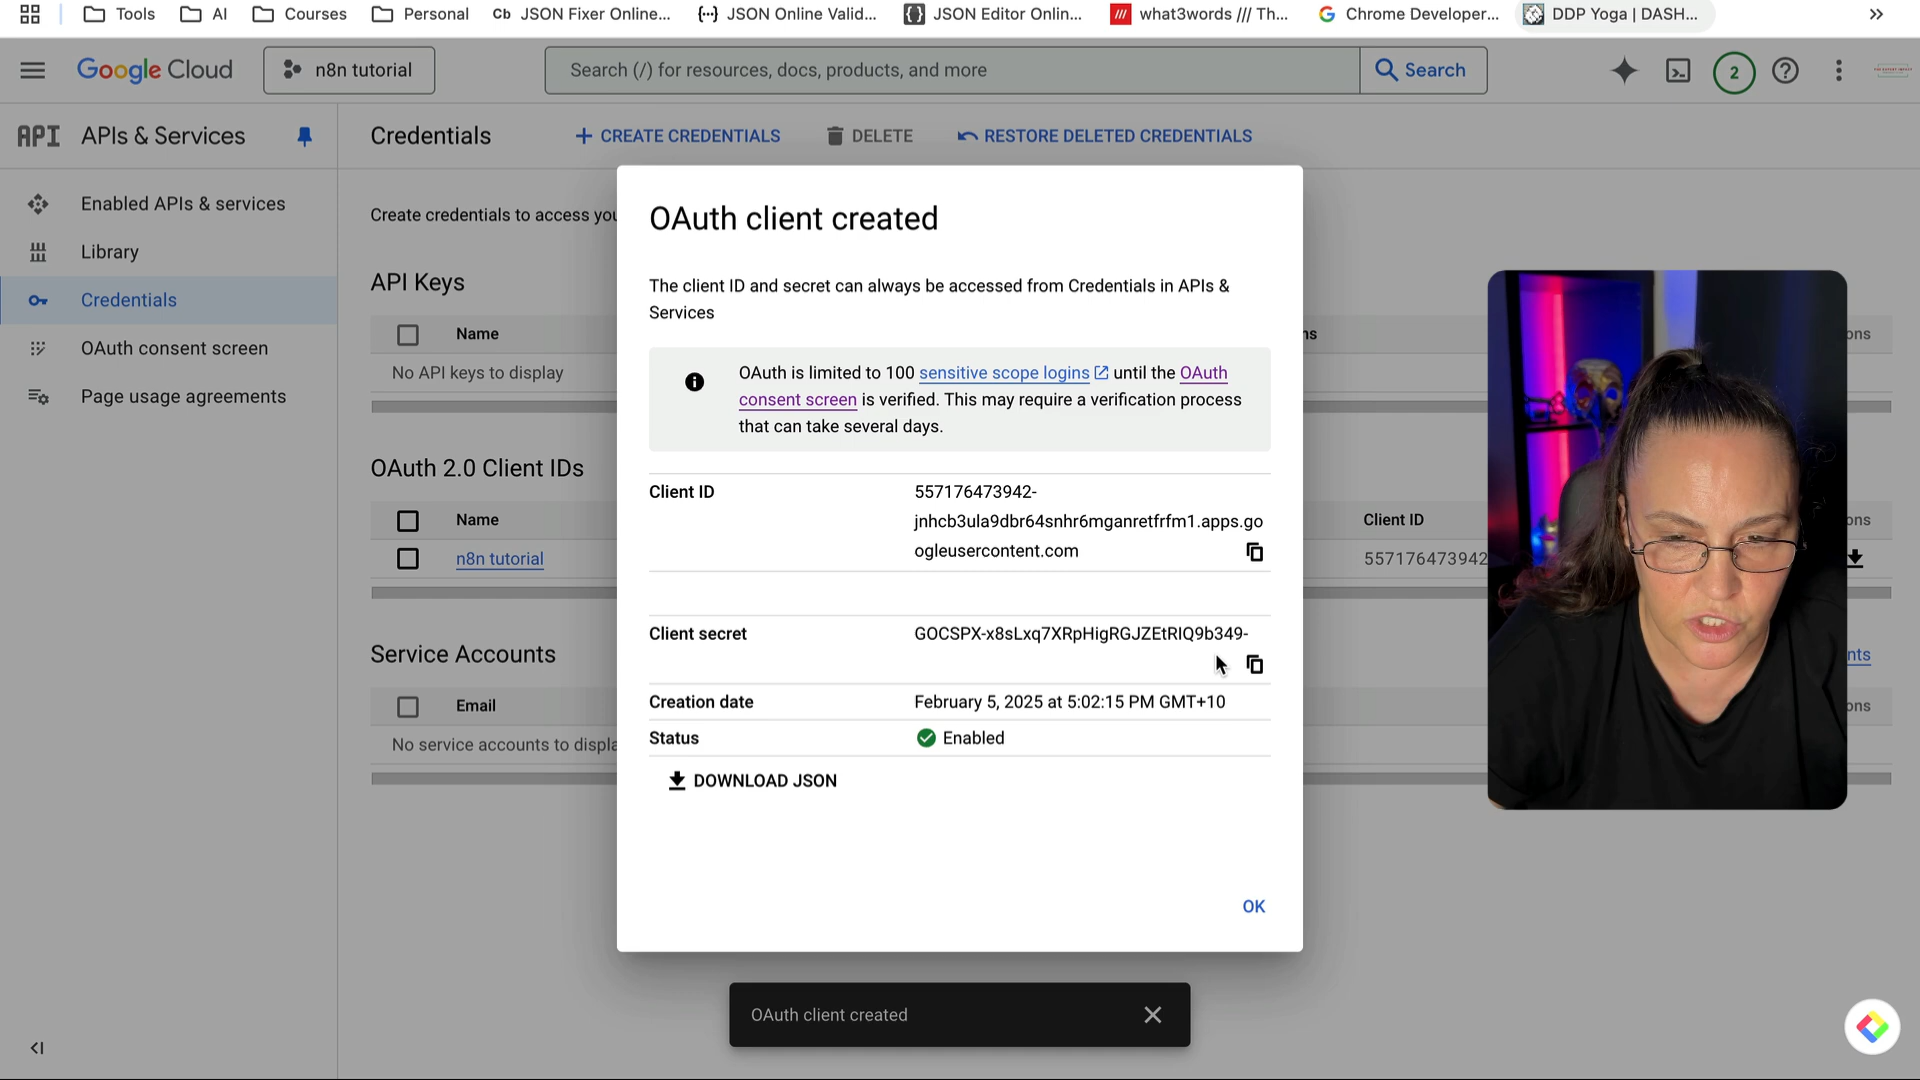 Tools
AI
Courses
Personal
Cb JSON Fixer Online...
JSON Online Valid...
JSON Editor Onlin...
what3words /// Th...
Chrome Developer...
DDP Yoga | DASH...
Google Cloud
n8n tutorial
Search (/) for resources, docs, products, and more
Search
2
API APIs & Services
Credentials
+ CREATE CREDENTIALS
DELETE
RESTORE DELETED CREDENTIALS
Enabled APIs & services
Library
Credentials
OAuth consent screen
Page usage agreements
Create credentials to access you
API Keys
Name
ns
ons
No API keys to display
OAuth 2.0 Client IDs
Name
Client ID
ons
n8n tutorial
557176473942
Service Accounts
nts
Email
ons
No service accounts to displa
OAuth client created
The client ID and secret can always be accessed from Credentials in APIs &
Services
OAuth is limited to 100 sensitive scope logins until the OAuth
consent screen is verified. This may require a verification process
that can take several days.
Client ID
557176473942-
jnhcb3ula9dbr64snhr6mganretfrfm1.apps.go
ogleusercontent.com
Client secret
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
Creation date
February 5, 2025 at 5:02:15 PM GMT+10
Status
Enabled
DOWNLOAD JSON
OK
OAuth client created